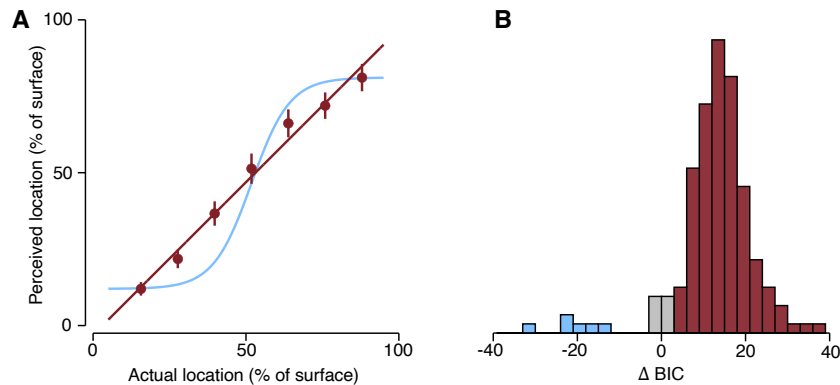 A
B
100
50
0
Perceived location (% of surface)
0
50
100
Actual location (% of surface)
-40
-20
0
20
40
Δ BIC